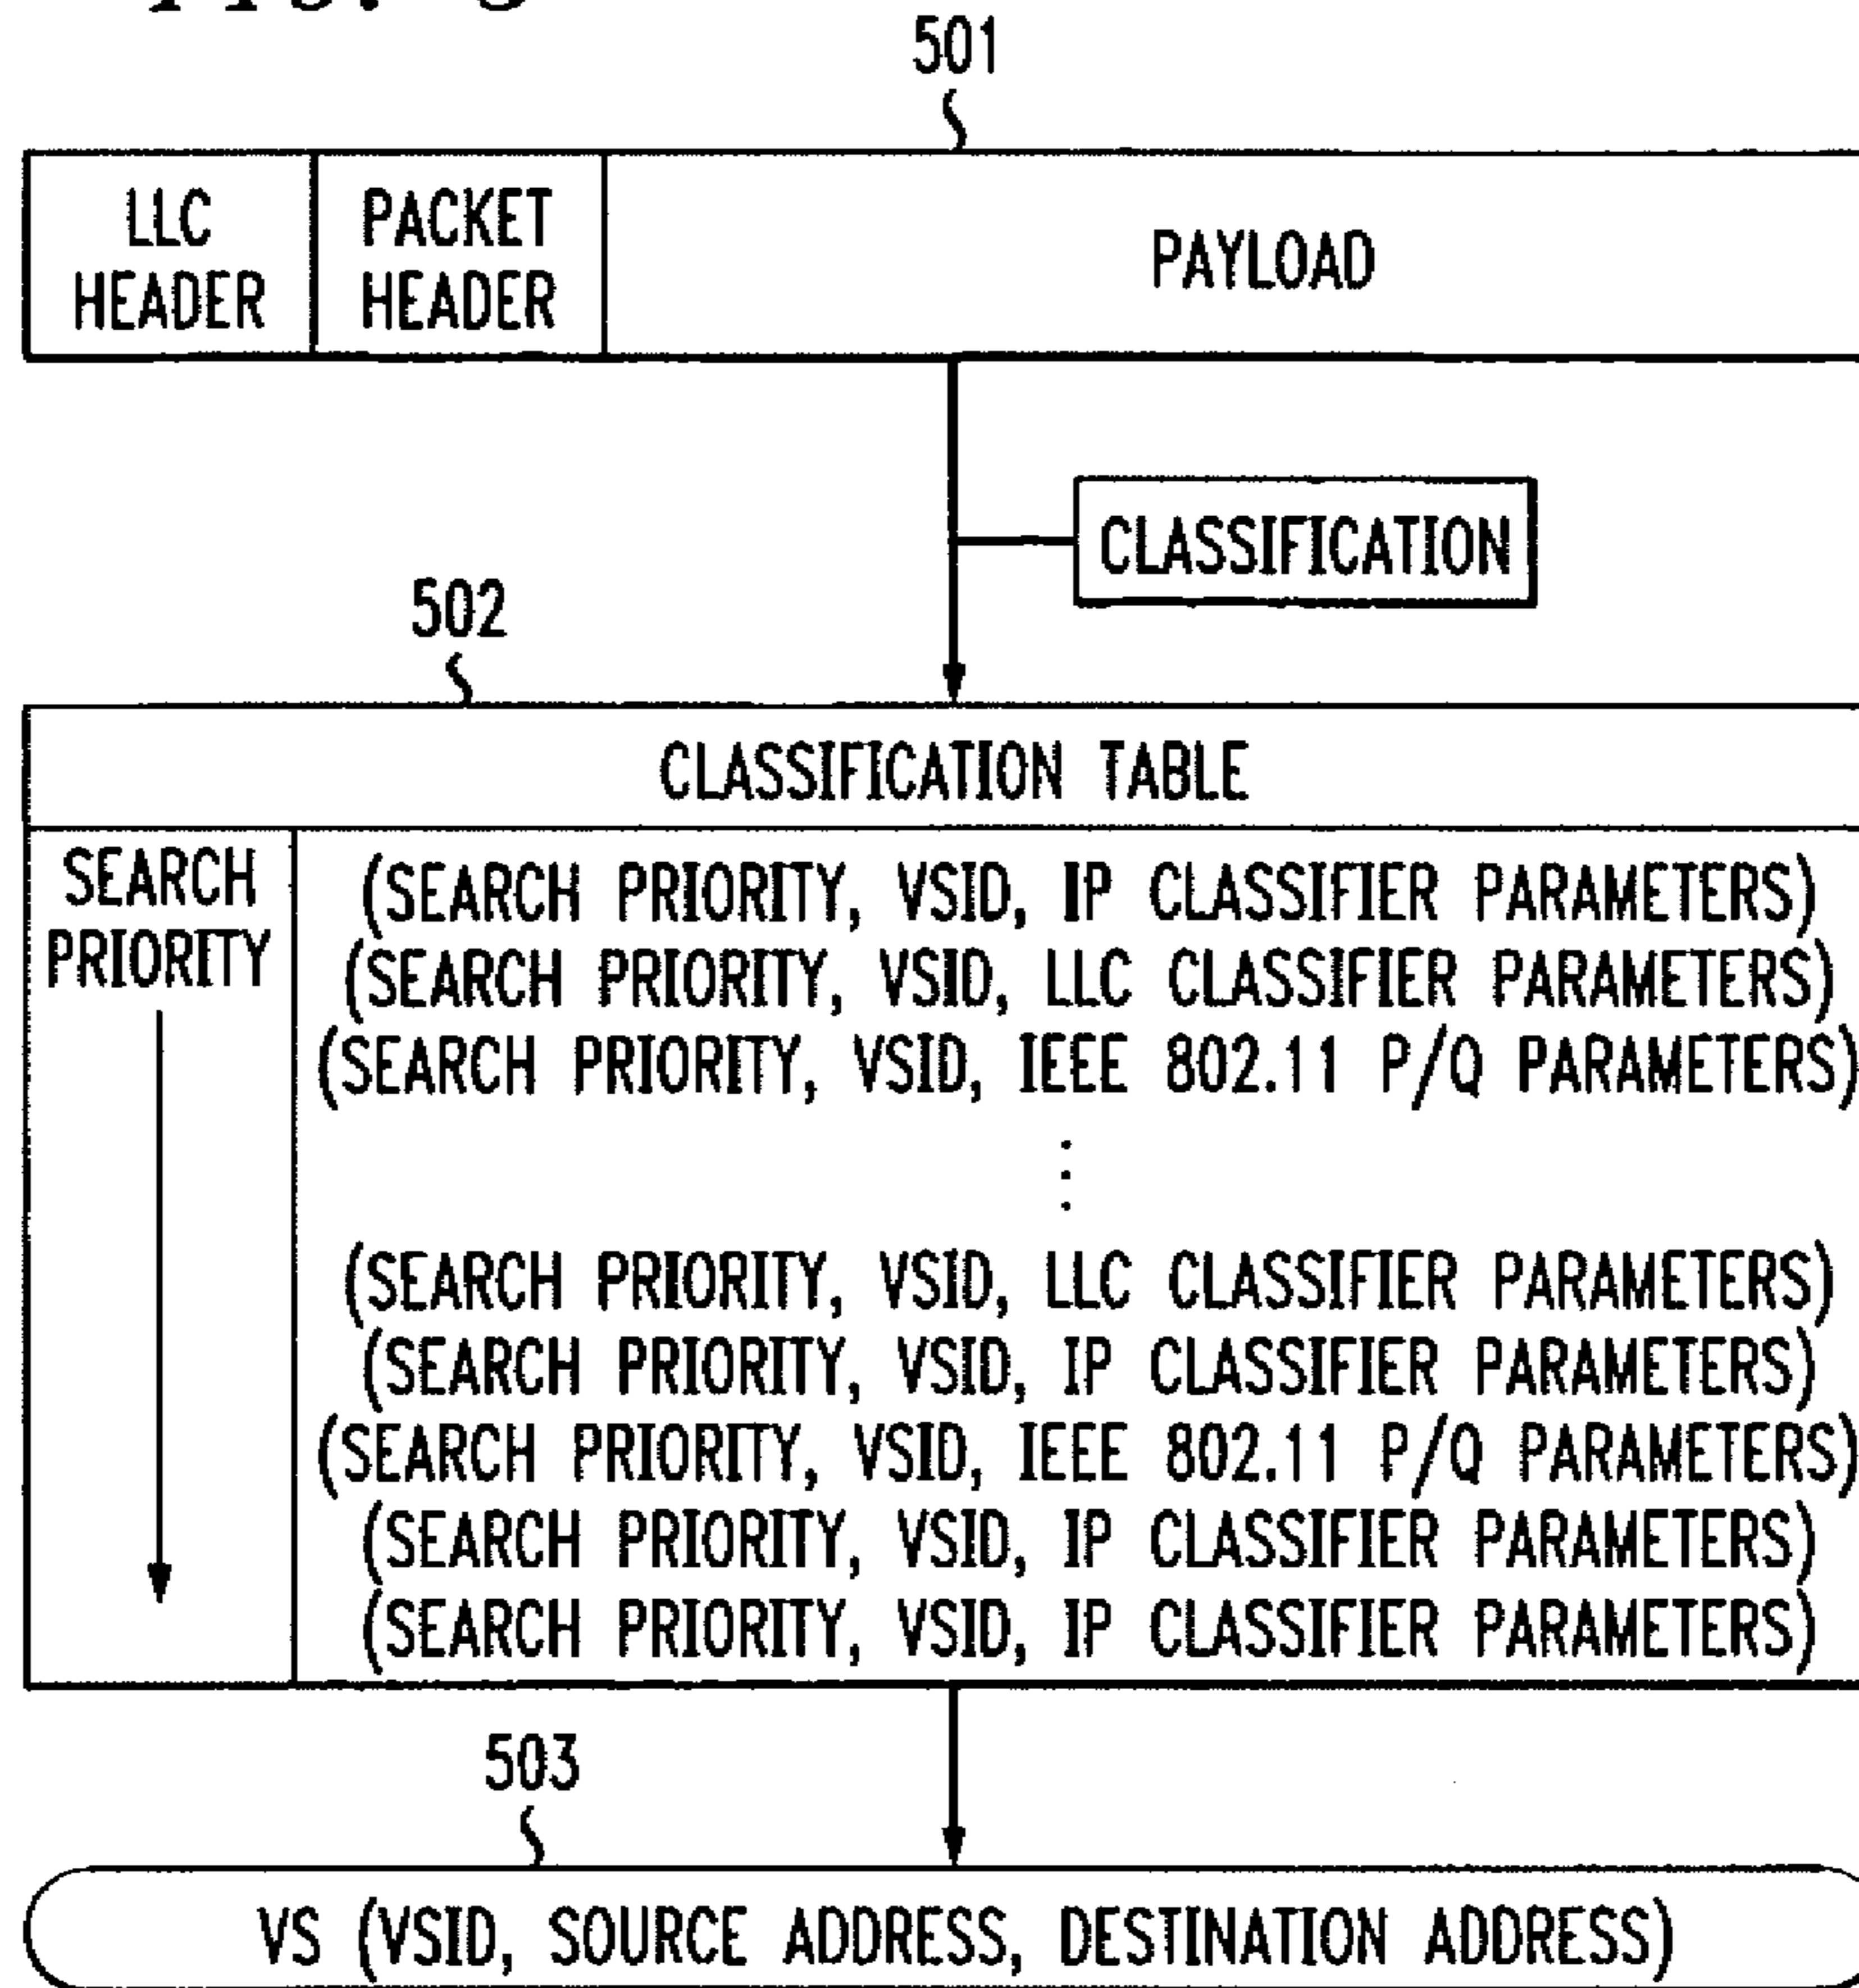 501
LLC HEADER
PACKET HEADER
PAYLOAD
CLASSIFICATION
502
CLASSIFICATION TABLE
SEARCH PRIORITY
(SEARCH PRIORITY, VSID, IP CLASSIFIER PARAMETERS)
(SEARCH PRIORITY, VSID, LLC CLASSIFIER PARAMETERS)
(SEARCH PRIORITY, VSID, IEEE 802.11 P/Q PARAMETERS)
(SEARCH PRIORITY, VSID, LLC CLASSIFIER PARAMETERS)
(SEARCH PRIORITY, VSID, IP CLASSIFIER PARAMETERS)
(SEARCH PRIORITY, VSID, IEEE 802.11 P/Q PARAMETERS)
(SEARCH PRIORITY, VSID, IP CLASSIFIER PARAMETERS)
(SEARCH PRIORITY, VSID, IP CLASSIFIER PARAMETERS)
503
VS (VSID, SOURCE ADDRESS, DESTINATION ADDRESS)